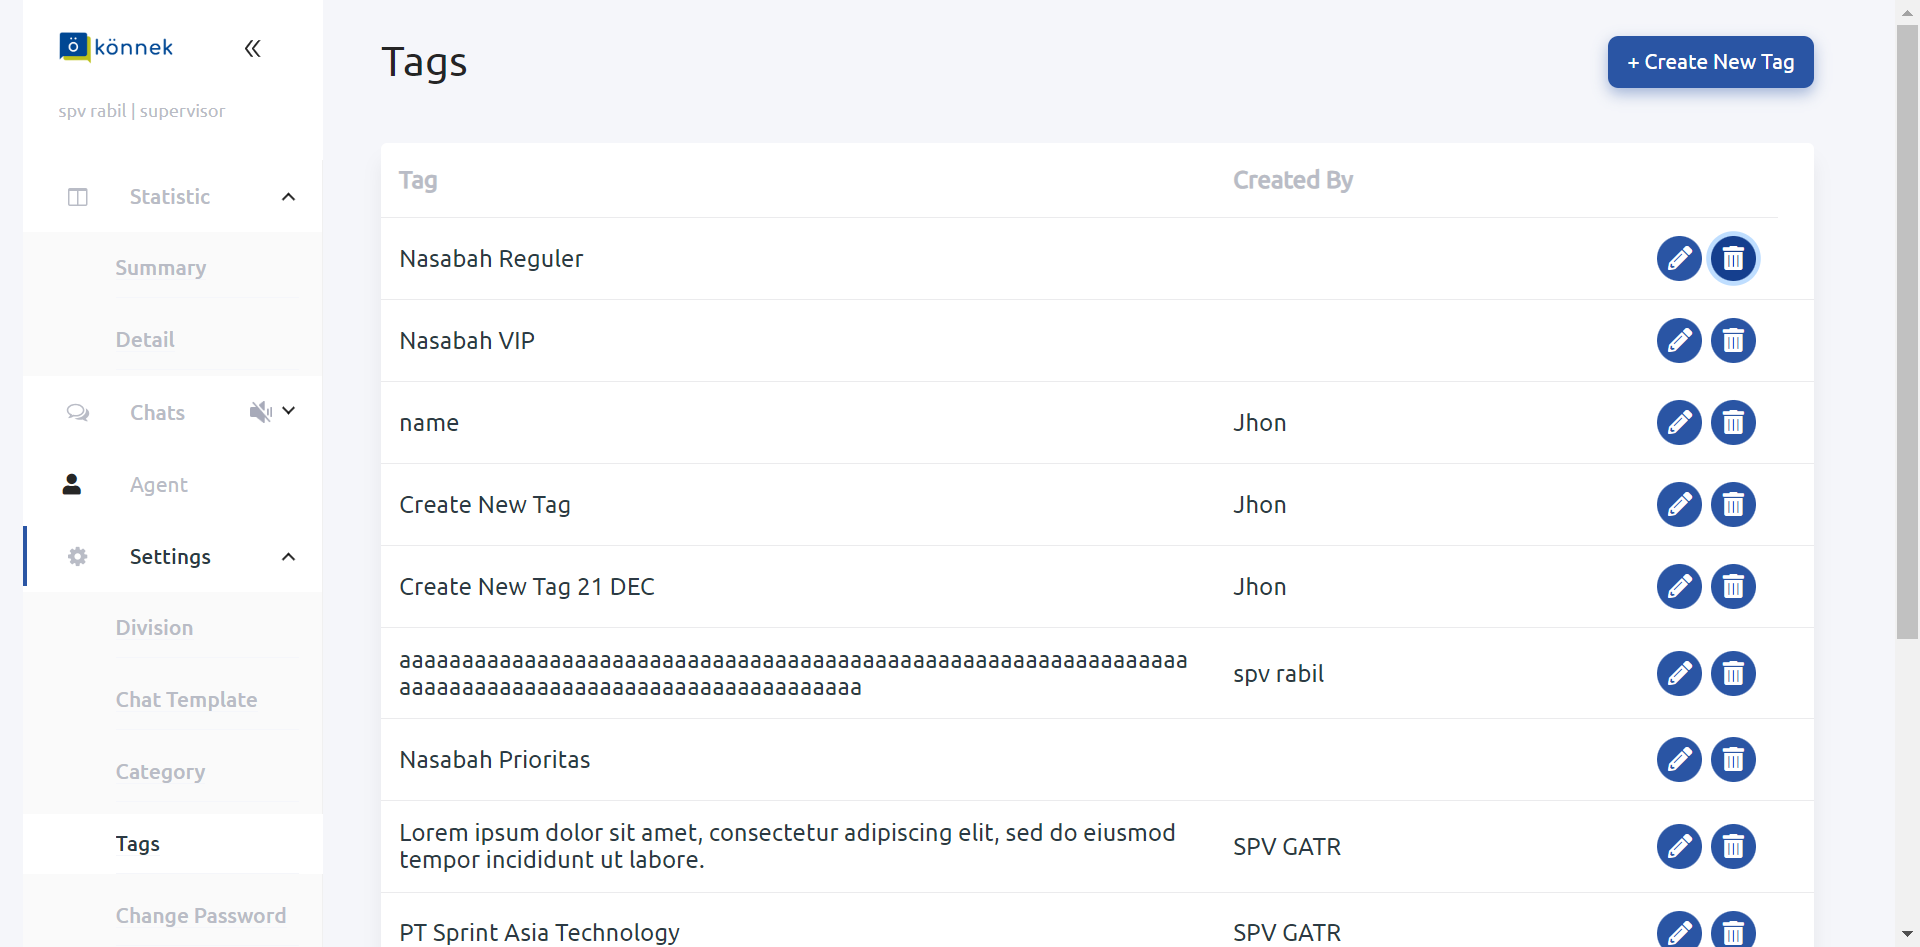 könnek
spv rabil | supervisor
Statistic
Summary
Detail
Chats
Agent
Settings
Division
Chat Template
Category
Tags
Change Password
Tags
+ Create New Tag
Tag Created By
Nasabah Reguler
Nasabah VIP
name Jhon
Create New Tag Jhon
Create New Tag 21 DEC Jhon
aaaaaaaaaaaaaaaaaaaaaaaaaaaaaaaaaaaaaaaaaaaaaaaaaaaaaaaaaaaaaaa
aaaaaaaaaaaaaaaaaaaaaaaaaaaaaaaaaaaaa spv rabil
Nasabah Prioritas
Lorem ipsum dolor sit amet, consectetur adipiscing elit, sed do eiusmod
tempor incididunt ut labore. SPV GATR
PT Sprint Asia Technology SPV GATR